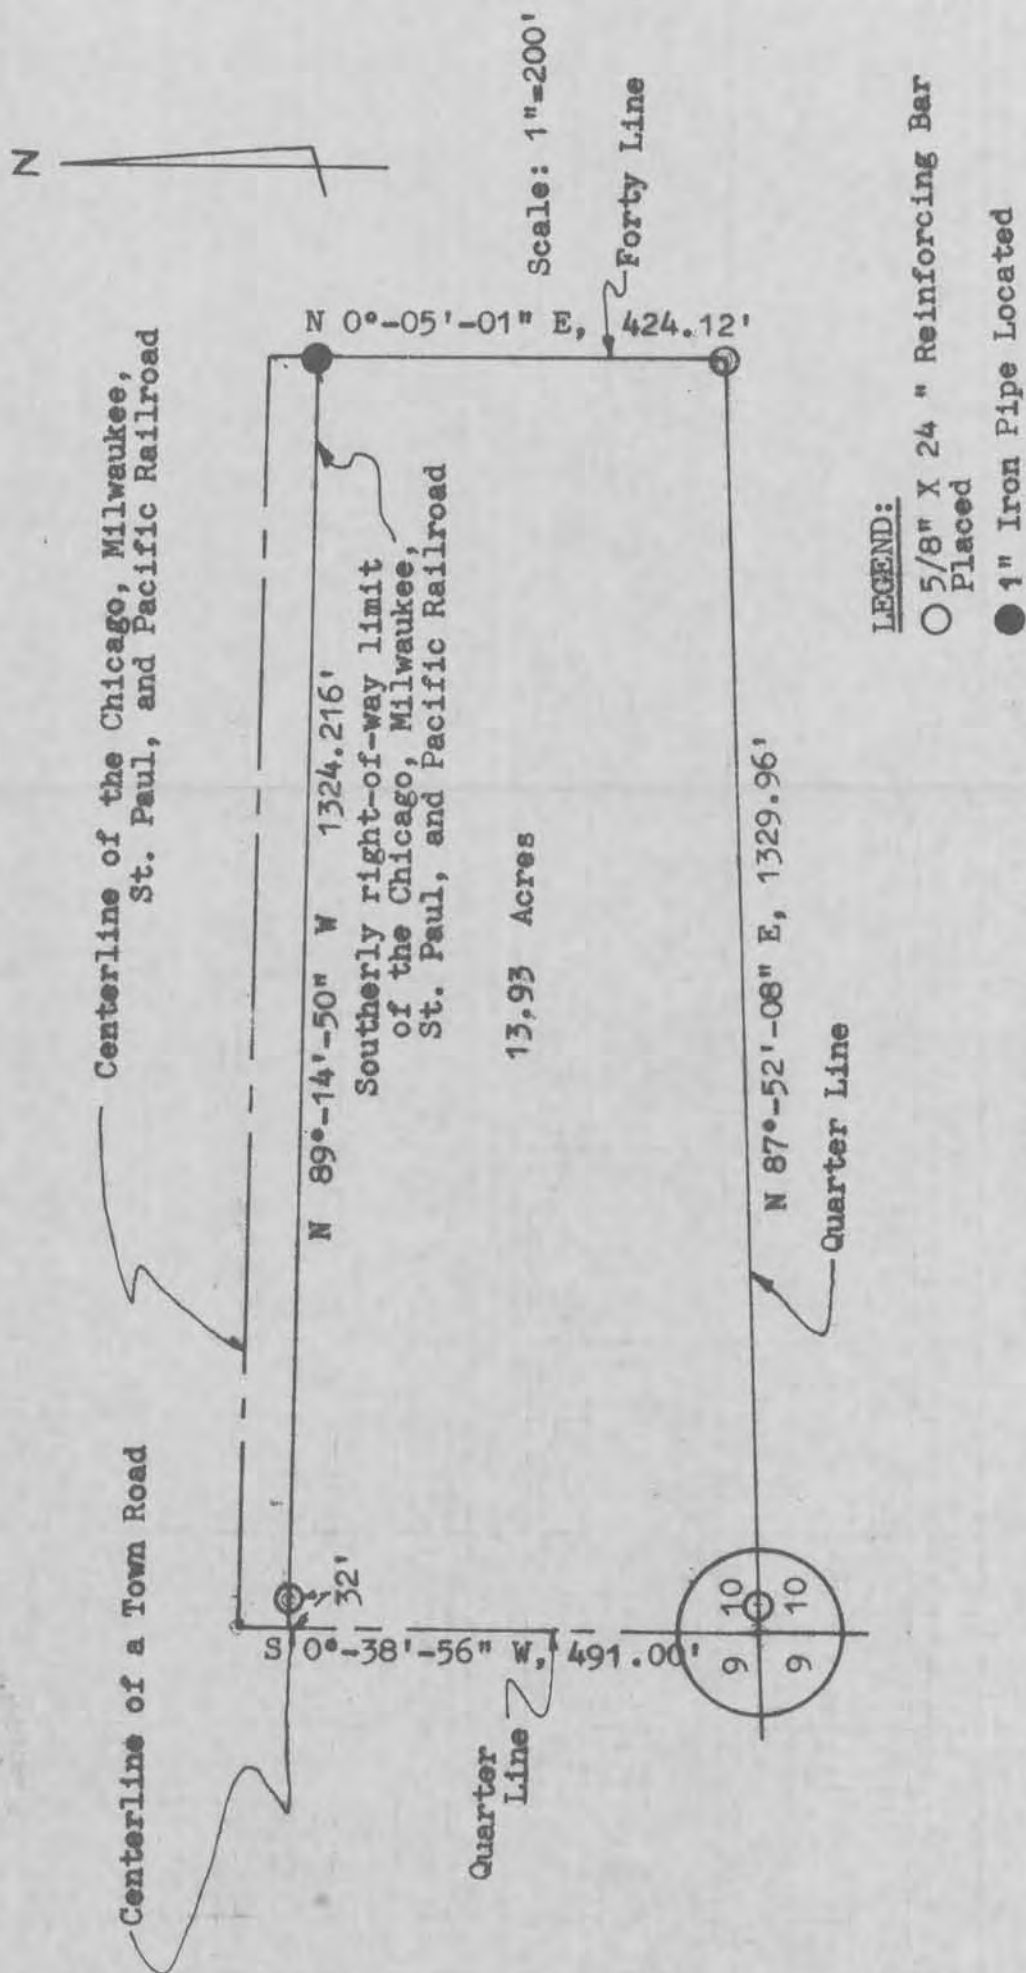 N
Centerline of the Chicago, Milwaukee,
St. Paul, and Pacific Railroad
Centerline of a Town Road
N 0°-05'-01" E, 424.12'
Scale: 1"=200'
Forty Line
N 89°-14'-50" W 1324.216'
Southerly right-of-way limit
of the Chicago, Milwaukee,
St. Paul, and Pacific Railroad
32'
S 0°-38'-56" W, 491.00'
13,93 Acres
Quarter
Line
N 87°-52'-08" E, 1329.96'
Quarter Line
9 10
9 10
LEGEND:
5/8" X 24 " Reinforcing Bar
Placed
1" Iron Pipe Located